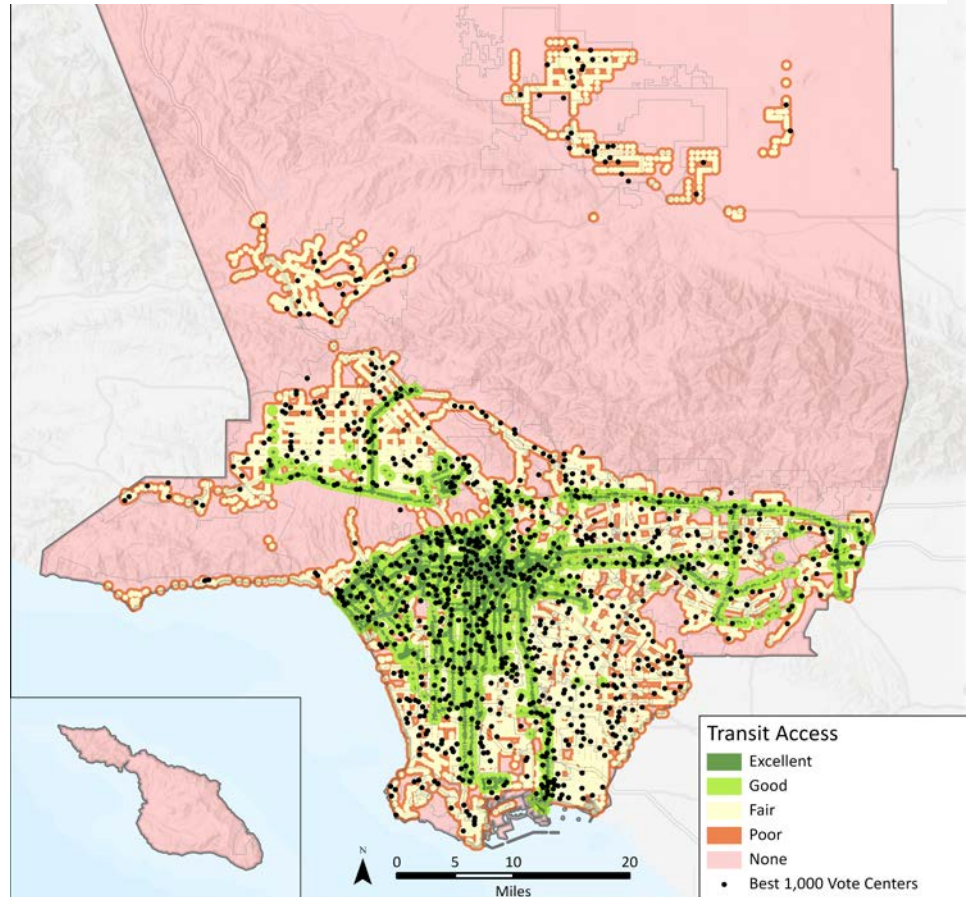 Transit Access
Excellent
Good
Fair
Poor
None
Best 1,000 Vote Centers
N
0 5 10 20
Miles